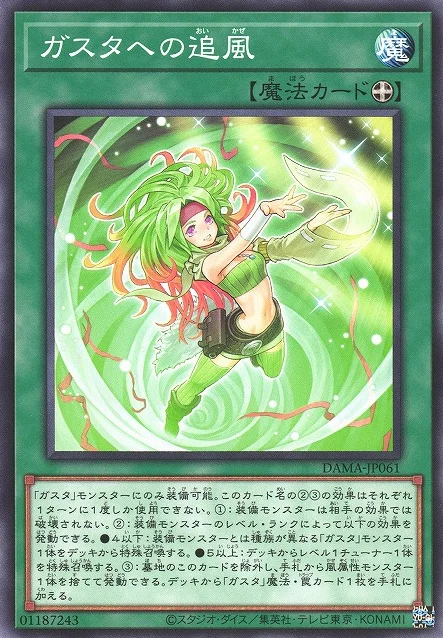 ガスタへの追風
おい かぜ
魔
【魔法カード】
ま ほう
DAMA-JP061
「ガスタ」モンスターにのみ装備可能。このカード名の②③の効果はそれぞれ
1ターンに1度しか使用できない。①：装備モンスターは相手の効果では
破壊されない。②：装備モンスターのレベル・ランクによって以下の効果を
発動できる。●4以下：装備モンスターとは種族が異なる「ガスタ」モンスター
1体をデッキから特殊召喚する。●5以上：デッキからレベル1チューナー1体
を特殊召喚する。③：墓地のこのカードを除外し、手札から風属性モンスター
1体を捨てて発動できる。デッキから「ガスタ」魔法・罠カード1枚を手札に
加える。
01187243
©スタジオ・ダイス／集英社・テレビ東京・KONAMI